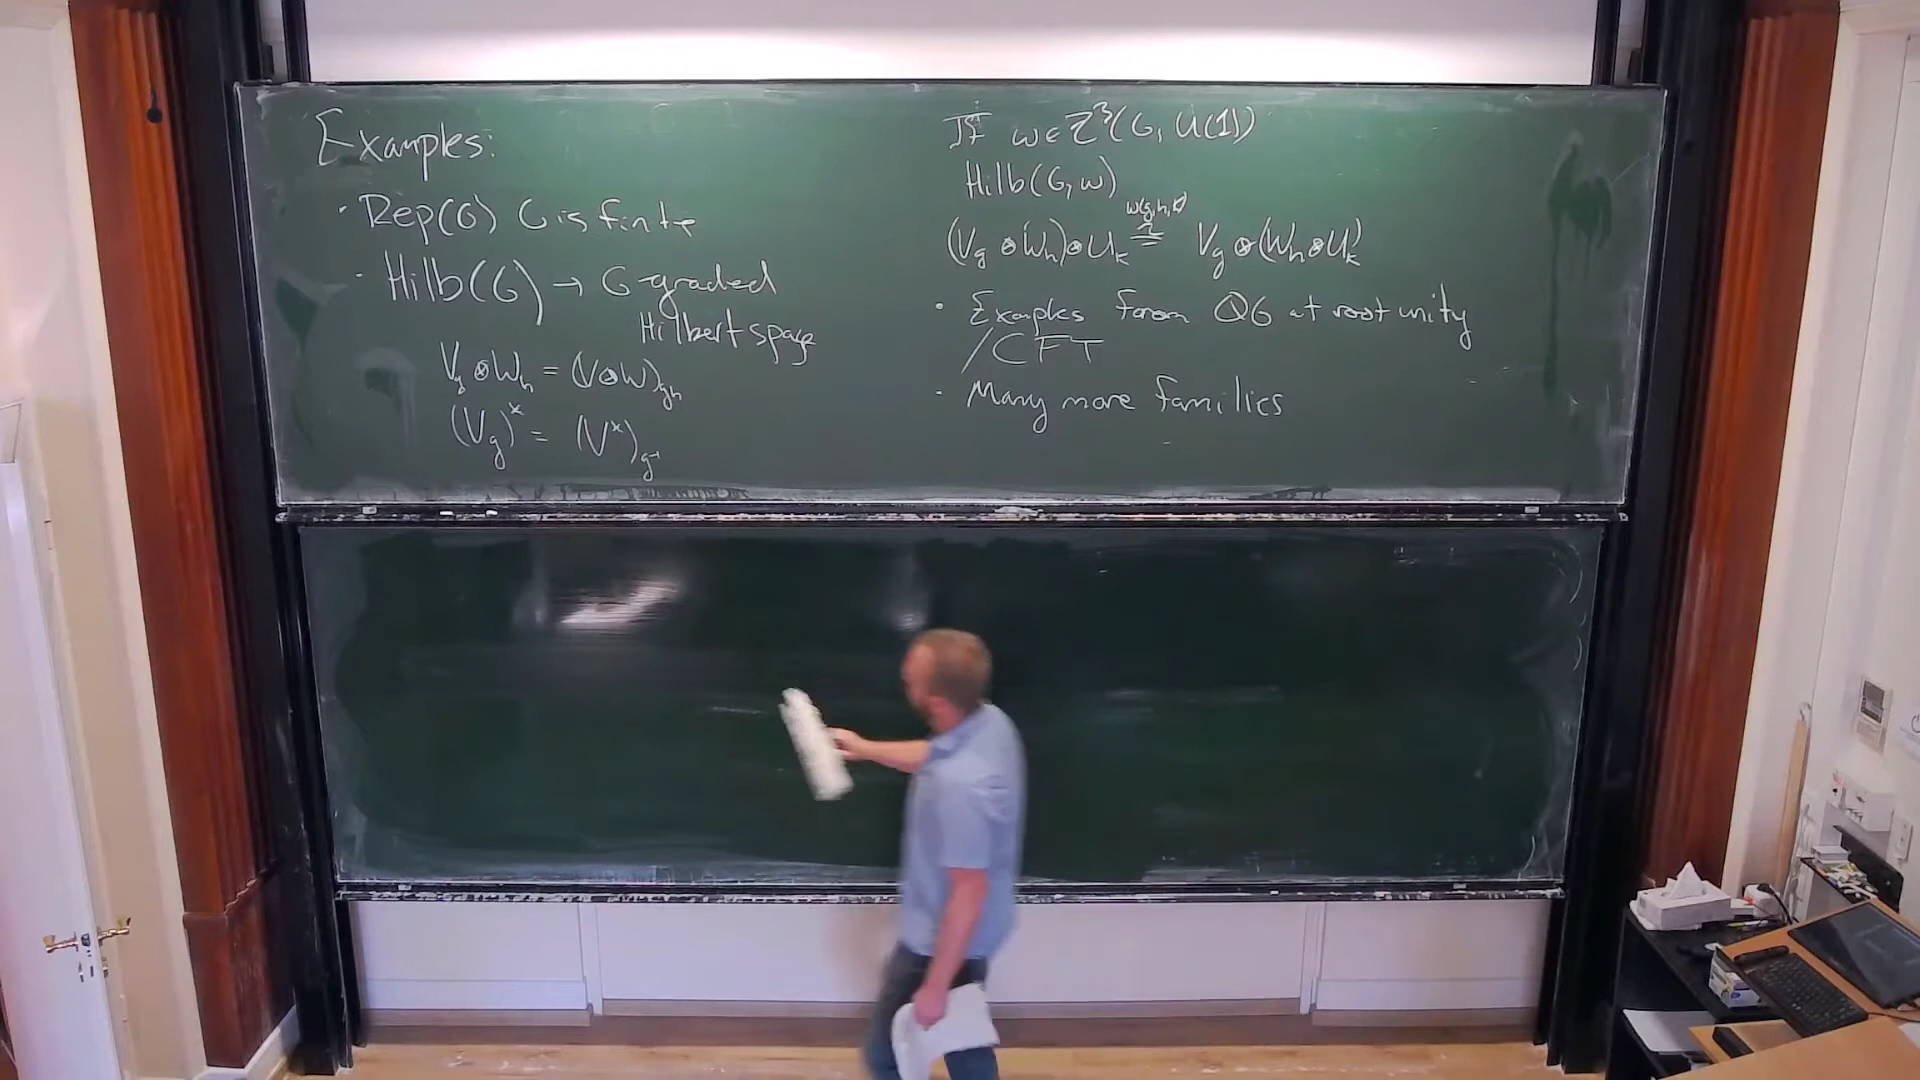 Examples:
· Rep(G) G is finite
· Hilb(G) → G-graded
Hilbert space
V_g ⊗ W_h = (V⊗W)_gh
(V_g)^* = (V^*)_g⁻¹
If ω ∈ Z³(G, U(1))
Hilb(G, ω)
ω(g,h,k)
(V_g ⊗ W_h) ⊗ U_k ≅ V_g ⊗ (W_h ⊗ U_k)
· Examples from QG at root unity
/CFT
· Many more families